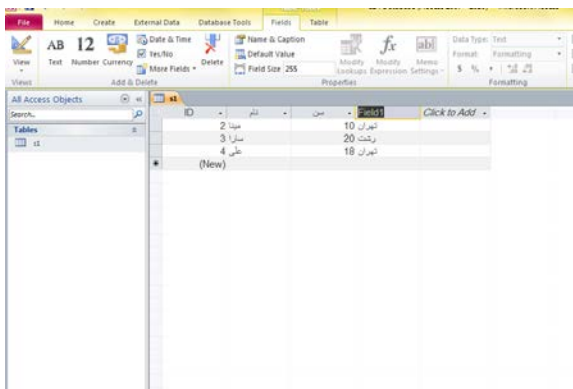 File Home Create External Data Database Tools Fields Table
View
AB Text
12 Number
Currency
Date & Time
Yes/No
More Fields
Delete
Name & Caption
Default Value
Field Size 255
Modify Lookups
fx Modify Expression
ab Memo Settings
Data Type: Text
Format: Formatting
$ %
Views Add & Delete Properties Formatting
All Access Objects
Search...
Tables
s1
ID نام سن Field1 Click to Add
2 مینا 10 تهران
3 سارا 20 رشت
4 علی 18 تهران
* (New)